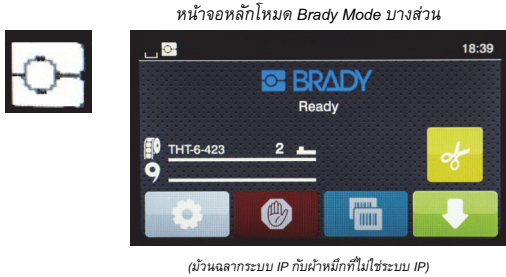 หน้าจอหลักโหมด Brady Mode บางส่วน
18:39
BRADY
Ready
THT-6-423 2
9
(ม้วนฉลากระบบ IP กับผ้าหมึกที่ไม่ใช่ระบบ IP)